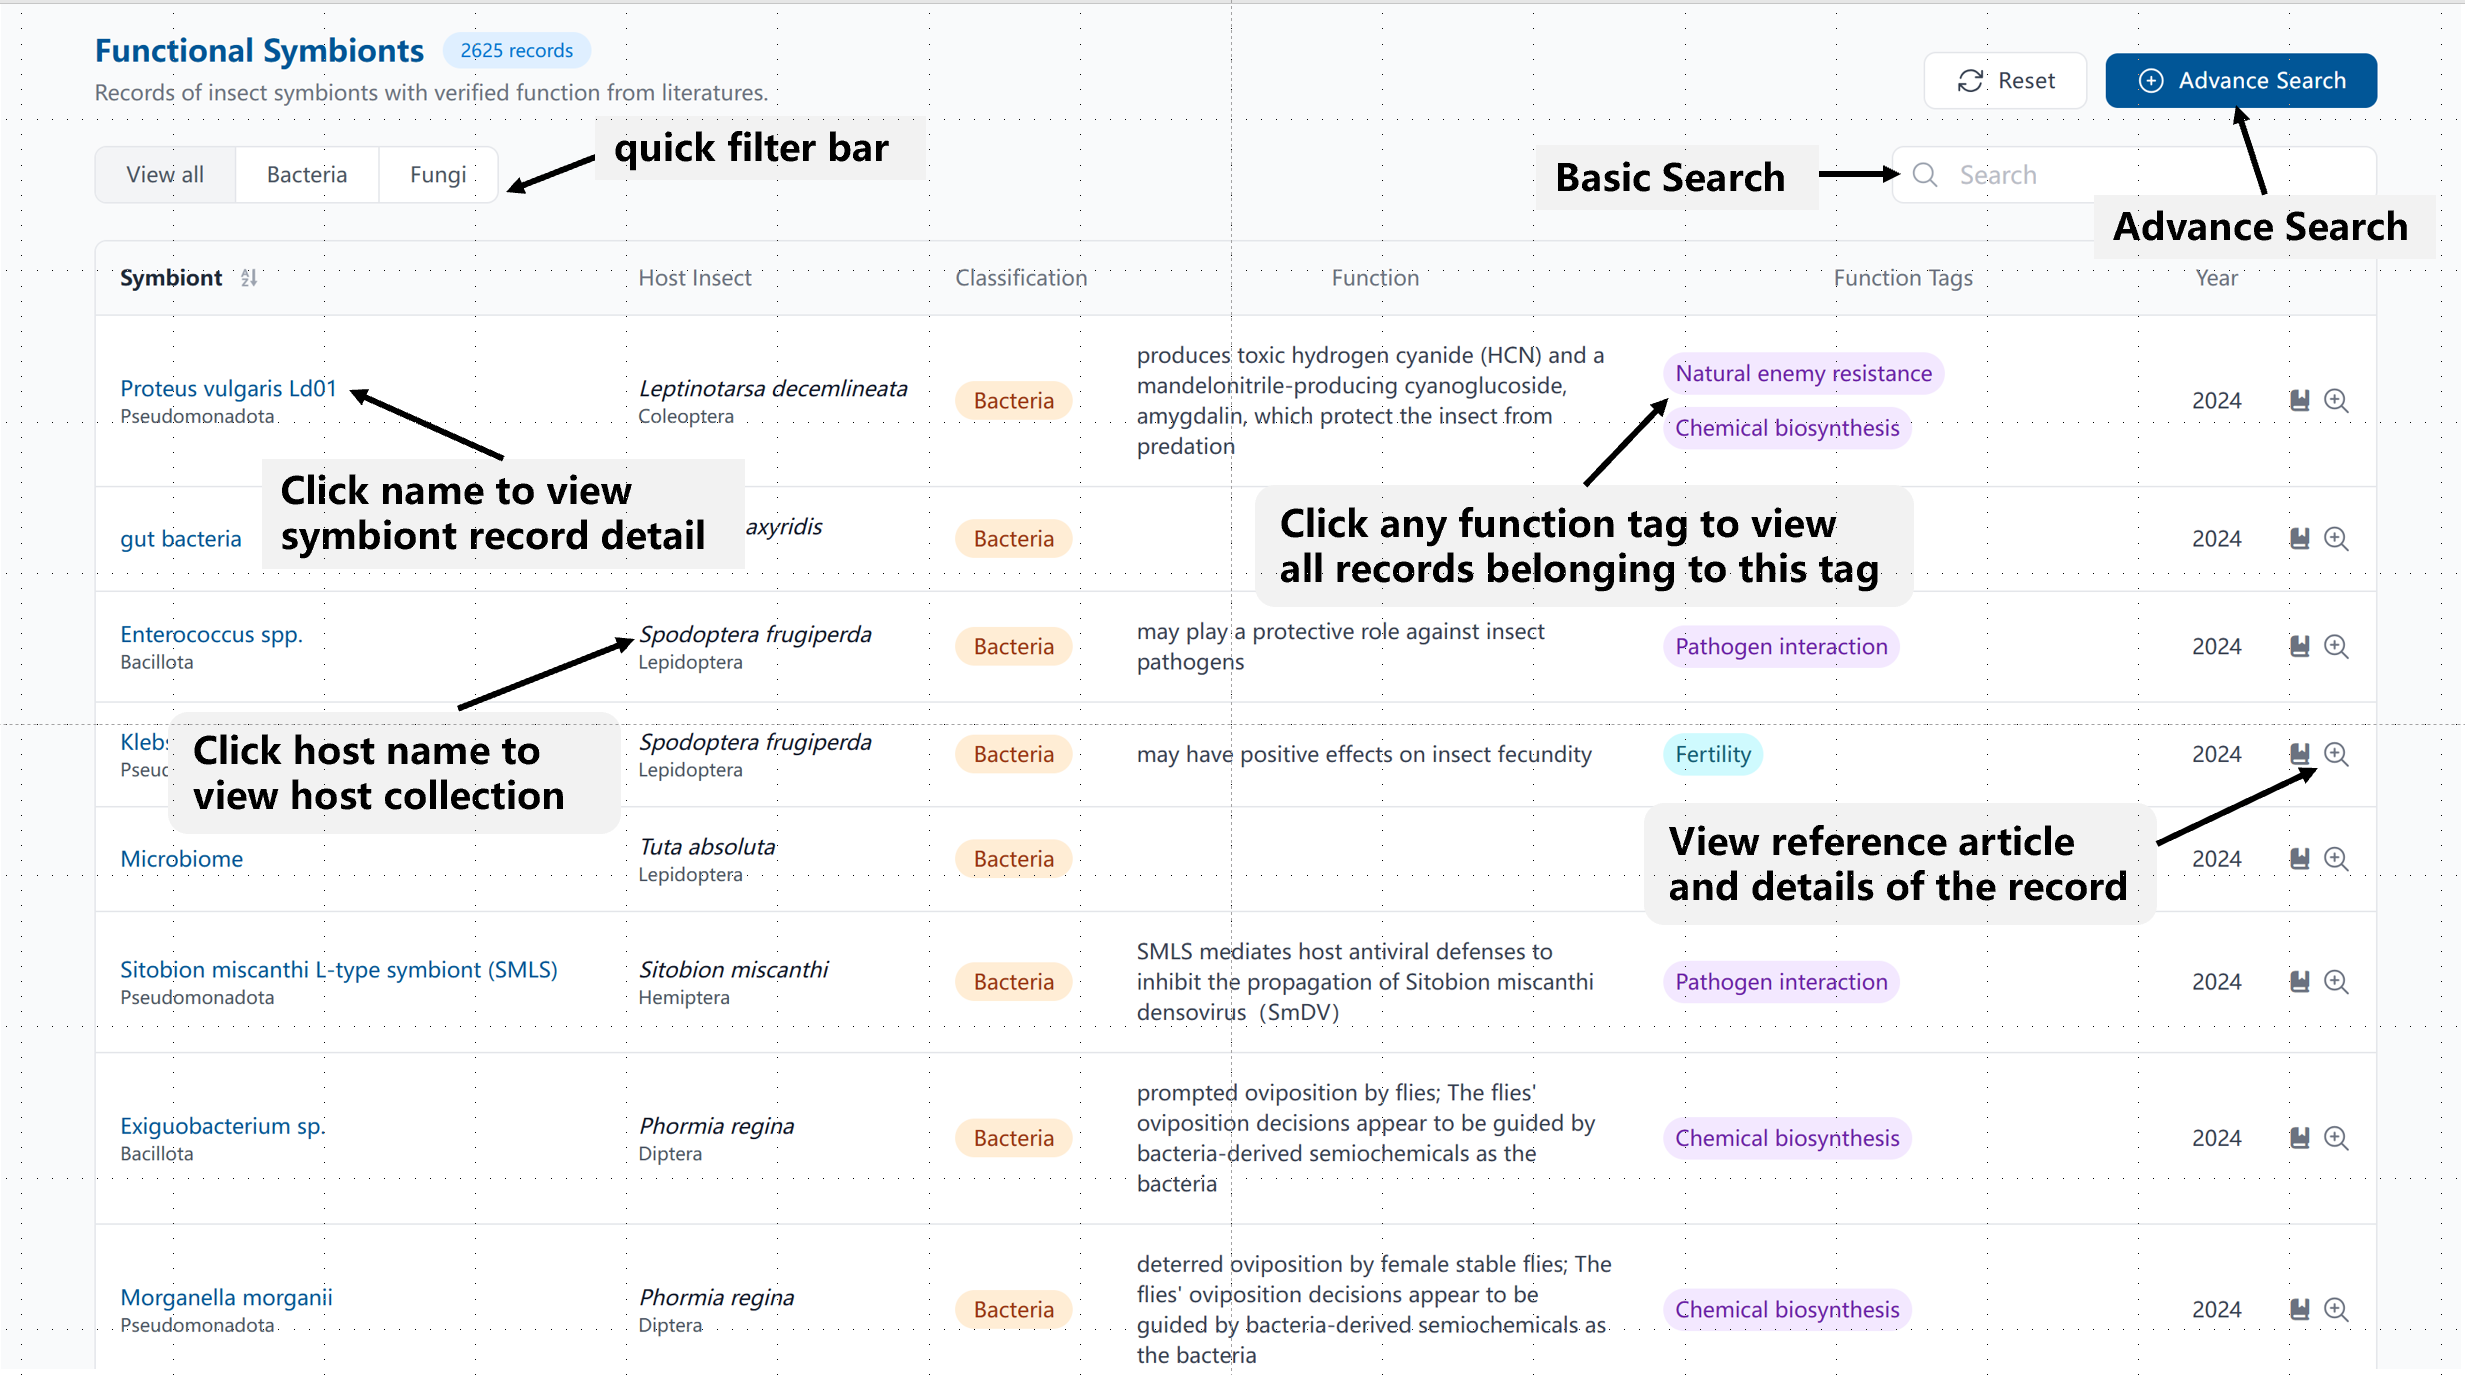 Functional Symbionts 2625 records
Records of insect symbionts with verified function from literatures.
Reset
Advance Search
quick filter bar
View all Bacteria Fungi
Basic Search
Search
Advance Search
Symbiont Host Insect Classification Function Function Tags Year
Proteus vulgaris Ld01
Pseudomonadota
Leptinotarsa decemlineata
Coleoptera
Bacteria
produces toxic hydrogen cyanide (HCN) and a
mandelonitrile-producing cyanoglucoside,
amygdalin, which protect the insect from
predation
Natural enemy resistance
Chemical biosynthesis
2024
Click name to view
symbiont record detail
Click any function tag to view
all records belonging to this tag
gut bacteria
axyridis
Bacteria
2024
Enterococcus spp.
Bacillota
Spodoptera frugiperda
Lepidoptera
Bacteria
may play a protective role against insect
pathogens
Pathogen interaction
2024
Click host name to
view host collection
Spodoptera frugiperda
Lepidoptera
Bacteria
may have positive effects on insect fecundity
Fertility
2024
View reference article
and details of the record
Microbiome
Tuta absoluta
Lepidoptera
Bacteria
2024
Sitobion miscanthi L-type symbiont (SMLS)
Pseudomonadota
Sitobion miscanthi
Hemiptera
Bacteria
SMLS mediates host antiviral defenses to
inhibit the propagation of Sitobion miscanthi
densovirus（SmDV）
Pathogen interaction
2024
Exiguobacterium sp.
Bacillota
Phormia regina
Diptera
Bacteria
prompted oviposition by flies; The flies'
oviposition decisions appear to be guided by
bacteria-derived semiochemicals as the
bacteria
Chemical biosynthesis
2024
Morganella morganii
Pseudomonadota
Phormia regina
Diptera
Bacteria
deterred oviposition by female stable flies; The
flies' oviposition decisions appear to be
guided by bacteria-derived semiochemicals as
the bacteria
Chemical biosynthesis
2024